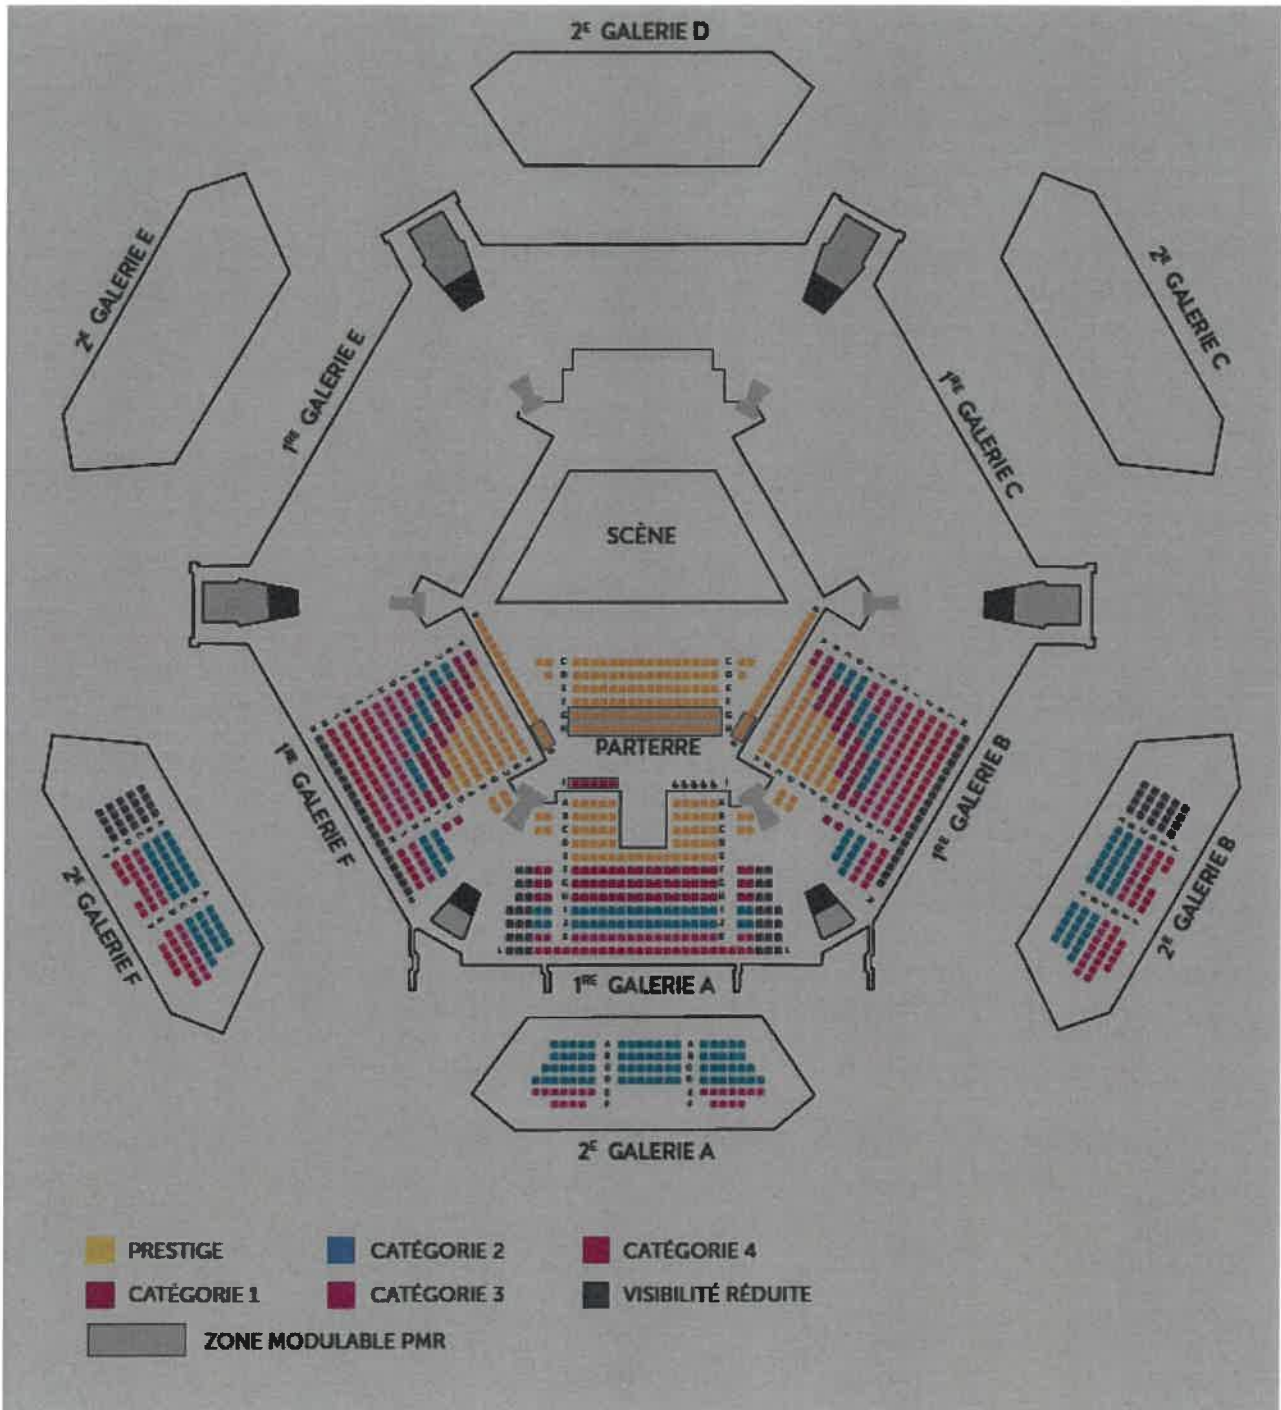 2E GALERIE D
2E GALERIE E
2E GALERIE C
1RE GALERIE E
1RE GALERIE C
SCÈNE
PARTERRE
1RE GALERIE F
1RE GALERIE B
2E GALERIE F
2E GALERIE B
1RE GALERIE A
2E GALERIE A
PRESTIGE
CATÉGORIE 2
CATÉGORIE 4
CATÉGORIE 1
CATÉGORIE 3
VISIBILITÉ RÉDUITE
ZONE MODULABLE PMR